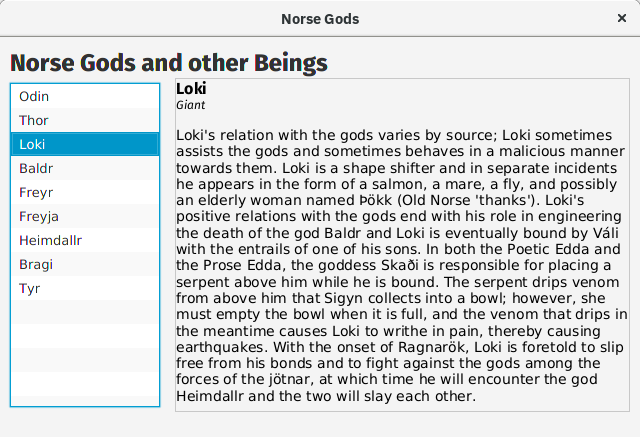 Norse Gods
Norse Gods and other Beings
Odin
Thor
Loki
Baldr
Freyr
Freyja
Heimdallr
Bragi
Tyr
Loki
Giant
Loki's relation with the gods varies by source; Loki sometimes
assists the gods and sometimes behaves in a malicious manner
towards them. Loki is a shape shifter and in separate incidents
he appears in the form of a salmon, a mare, a fly, and possibly
an elderly woman named Þökk (Old Norse 'thanks'). Loki's
positive relations with the gods end with his role in engineering
the death of the god Baldr and Loki is eventually bound by Váli
with the entrails of one of his sons. In both the Poetic Edda and
the Prose Edda, the goddess Skaði is responsible for placing a
serpent above him while he is bound. The serpent drips venom
from above him that Sigyn collects into a bowl; however, she
must empty the bowl when it is full, and the venom that drips in
the meantime causes Loki to writhe in pain, thereby causing
earthquakes. With the onset of Ragnarök, Loki is foretold to slip
free from his bonds and to fight against the gods among the
forces of the jötnar, at which time he will encounter the god
Heimdallr and the two will slay each other.